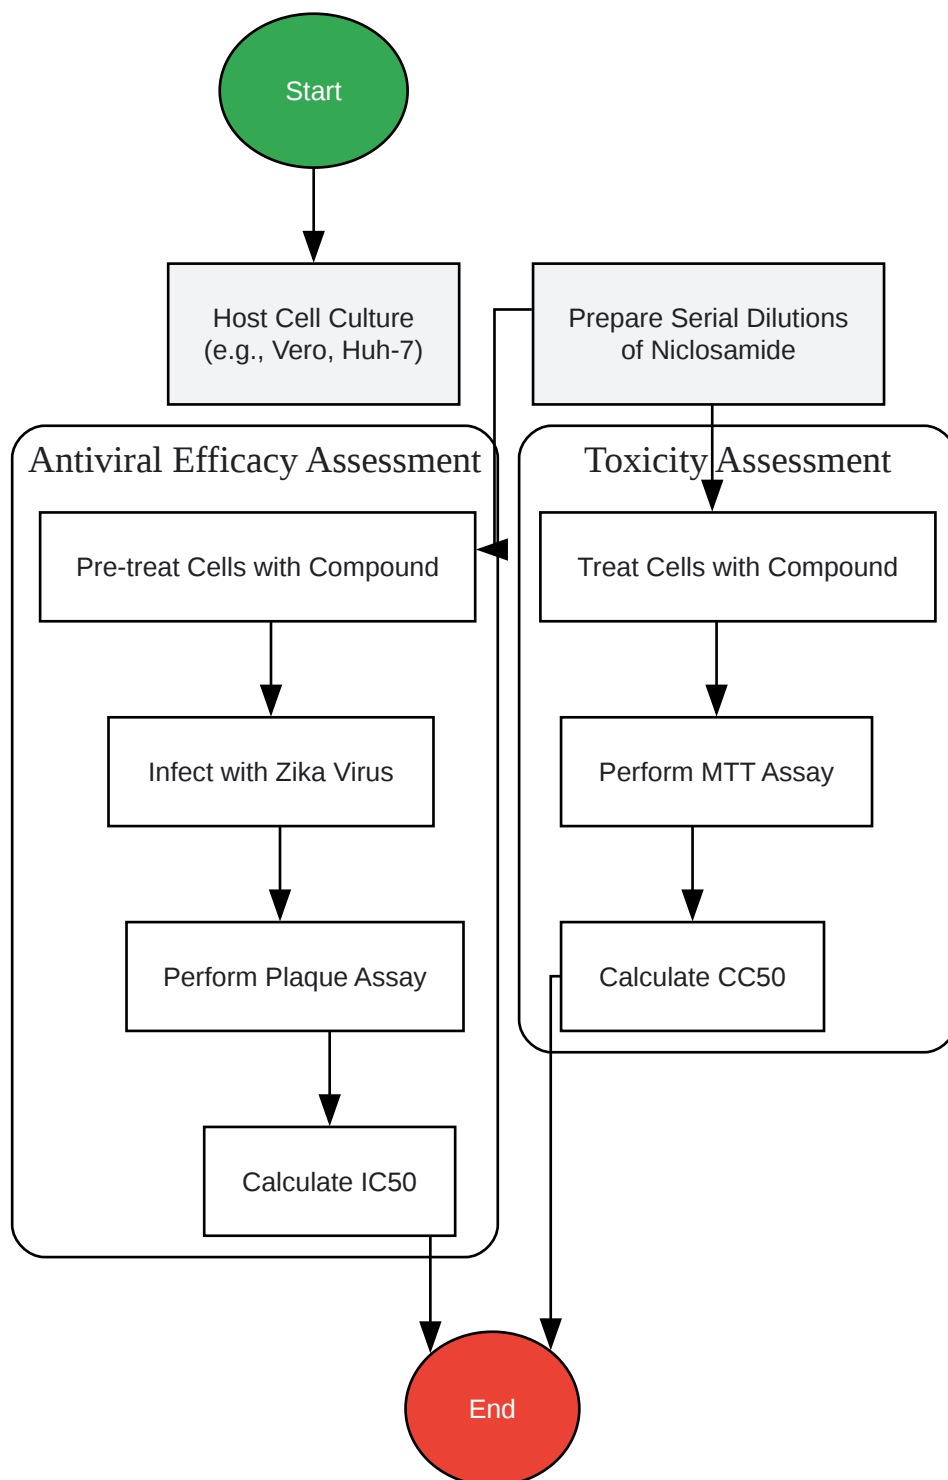 Start
Host Cell Culture
(e.g., Vero, Huh-7)
Prepare Serial Dilutions
of Niclosamide
Antiviral Efficacy Assessment
Pre-treat Cells with Compound
Infect with Zika Virus
Perform Plaque Assay
Calculate IC50
Toxicity Assessment
Treat Cells with Compound
Perform MTT Assay
Calculate CC50
End